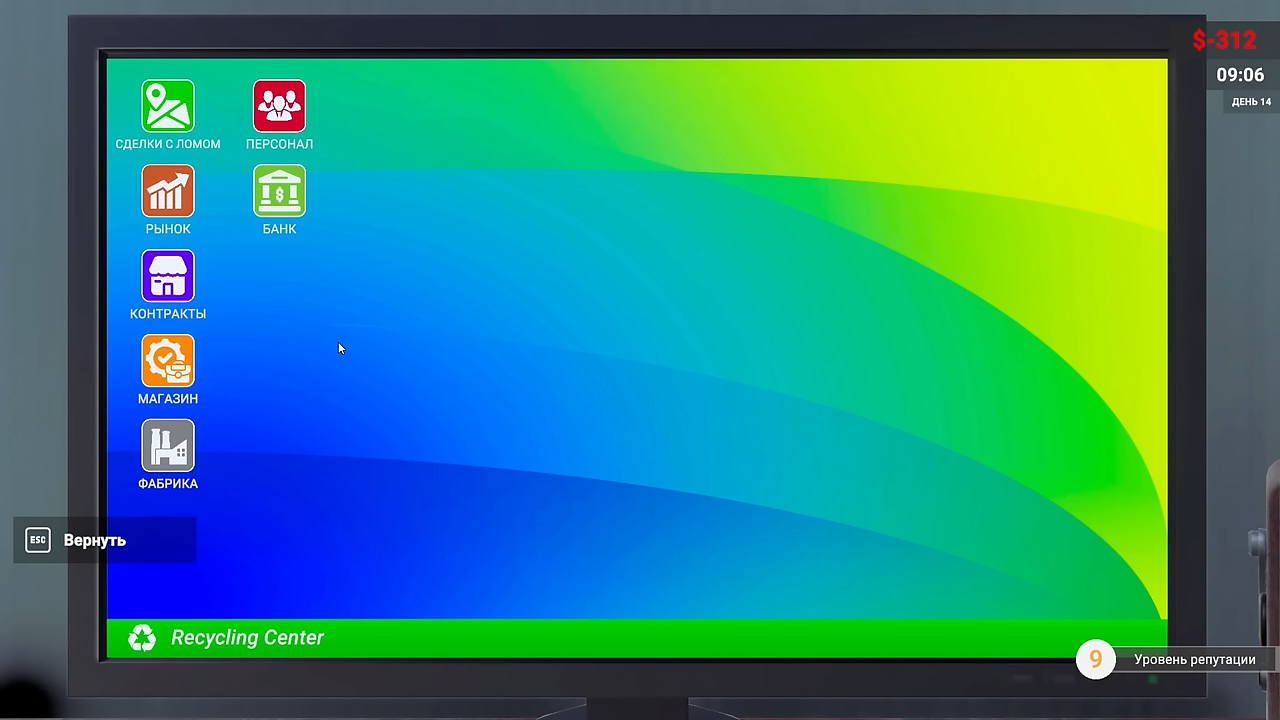 $-312
09:06
ДЕНЬ 14
СДЕЛКИ С ЛОМОМ
ПЕРСОНАЛ
РЫНОК
БАНК
КОНТРАКТЫ
МАГАЗИН
ФАБРИКА
ESC Вернуть
Recycling Center
9 Уровень репутации